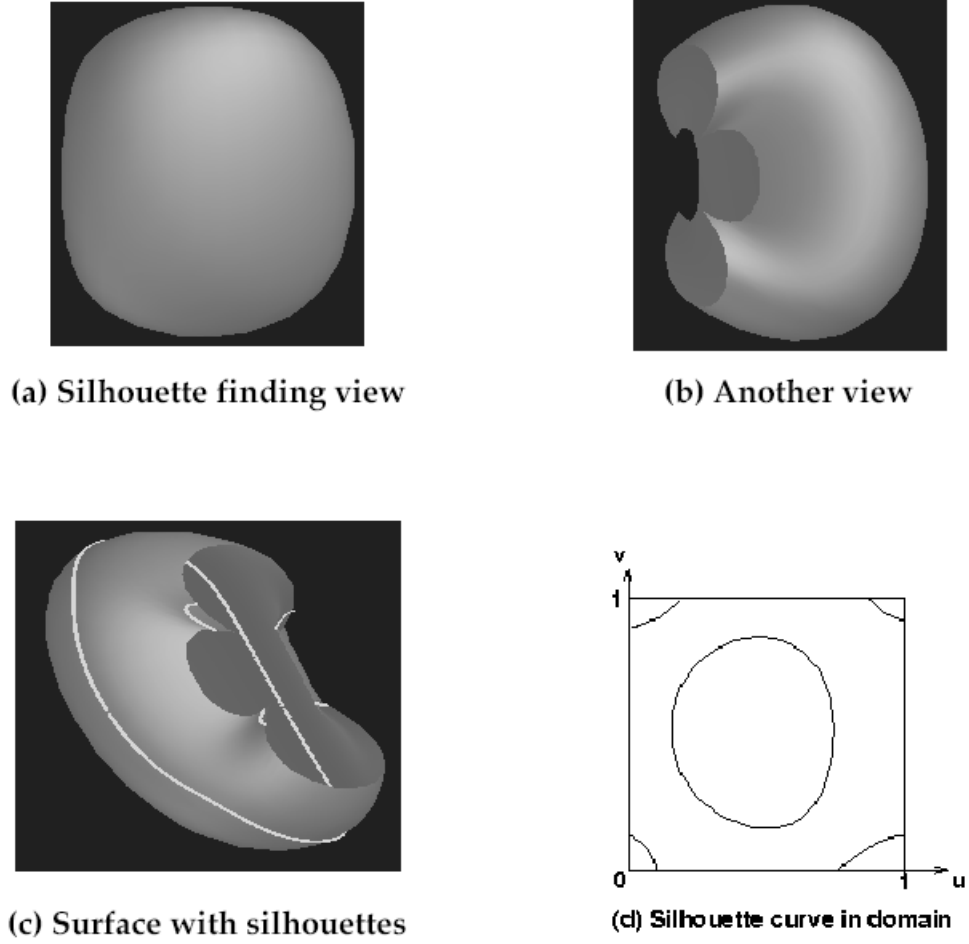 (a) Silhouette finding view
(b) Another view
v
1
0
1
u
(c) Surface with silhouettes
(d) Silhouette curve in domain